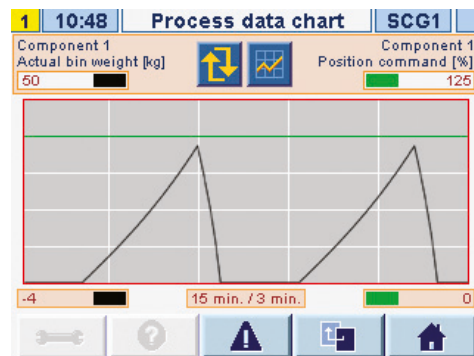 1 10:48 Process data chart SCG1
Component 1 Component 1
Actual bin weight [kg] Position command [%]
50 125
-4 15 min. / 3 min. 0